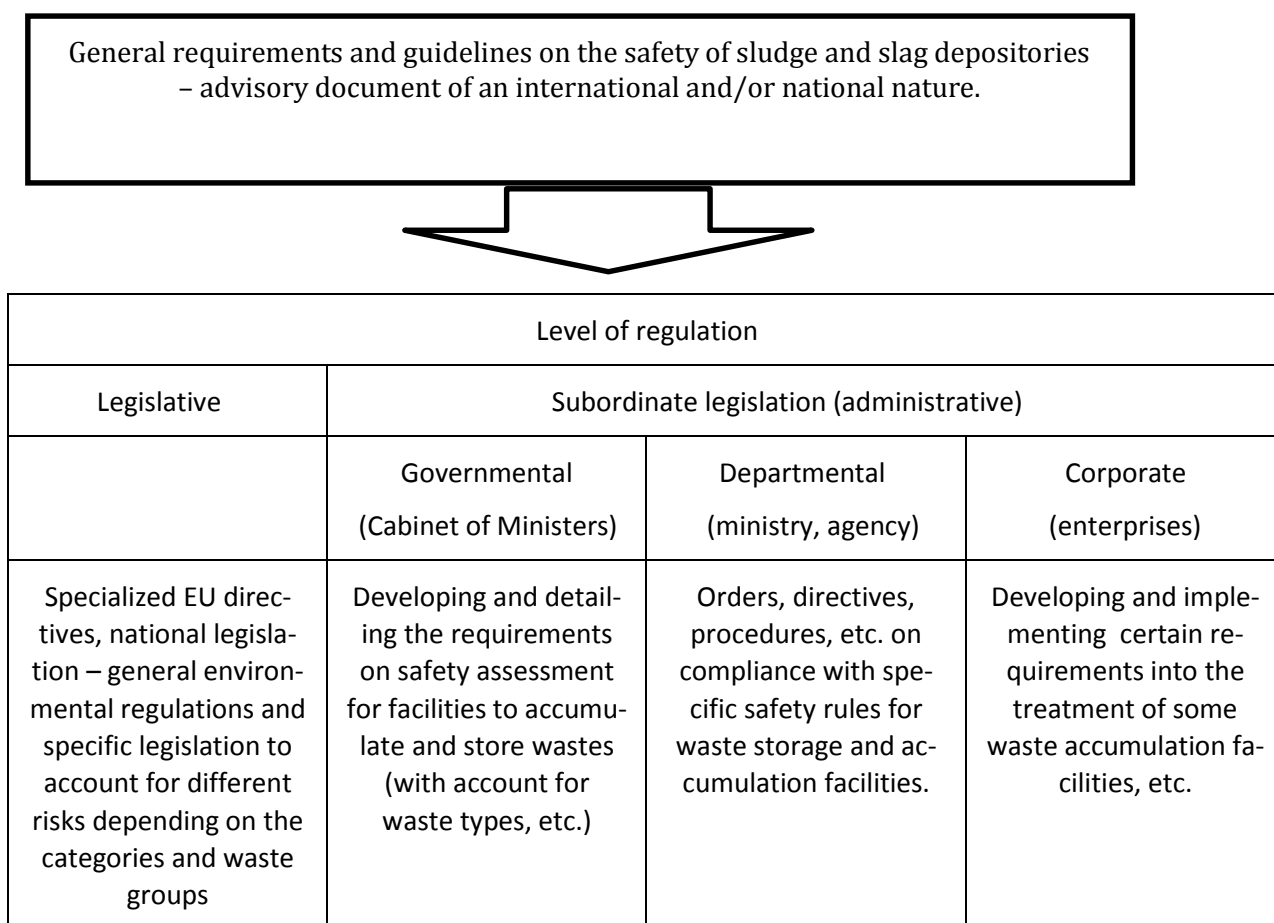 General requirements and guidelines on the safety of sludge and slag depositories
– advisory document of an international and/or national nature.
Level of regulation
Legislative
Subordinate legislation (administrative)
Governmental
(Cabinet of Ministers)
Departmental
(ministry, agency)
Corporate
(enterprises)
Specialized EU direc-
tives, national legisla-
tion – general environ-
mental regulations and
specific legislation to
account for different
risks depending on the
categories and waste
groups
Developing and detail-
ing the requirements
on safety assessment
for facilities to accumu-
late and store wastes
(with account for
waste types, etc.)
Orders, directives,
procedures, etc. on
compliance with spe-
cific safety rules for
waste storage and ac-
cumulation facilities.
Developing and imple-
menting certain re-
quirements into the
treatment of some
waste accumulation fa-
cilities, etc.